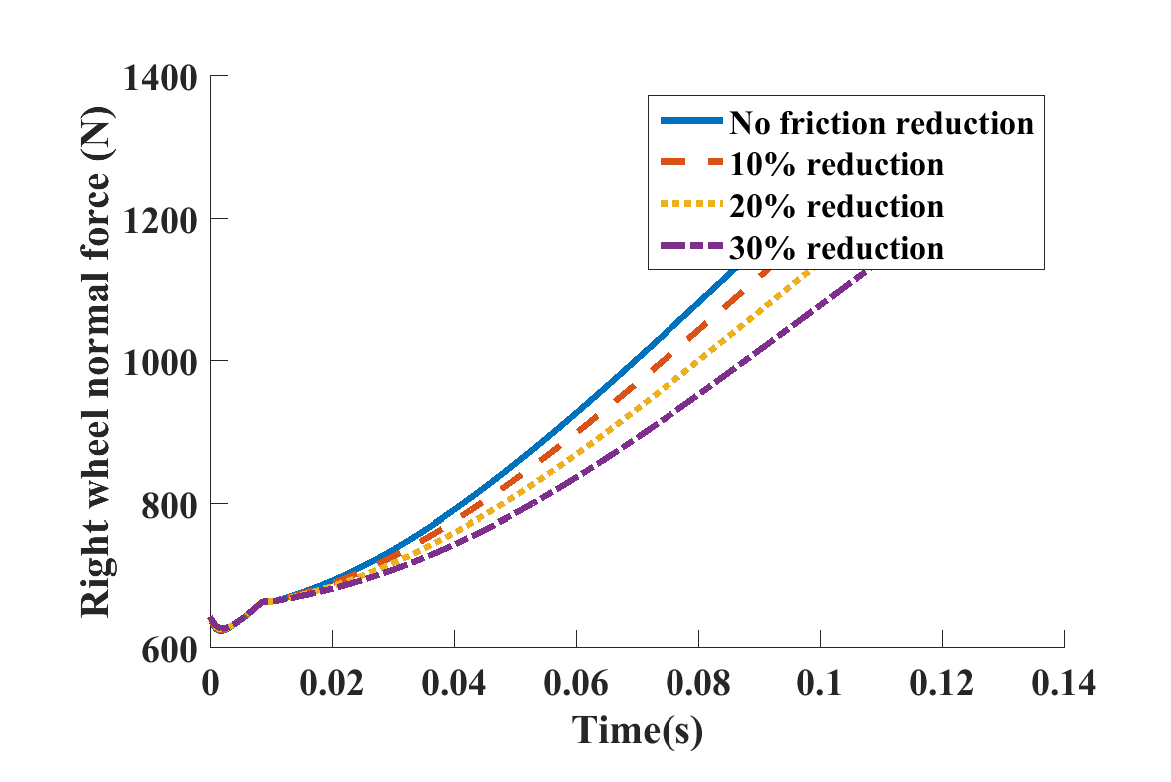 Right wheel normal force (N)
1400
1200
1000
800
600
0 0.02 0.04 0.06 0.08 0.1 0.12 0.14
Time(s)
No friction reduction
10% reduction
20% reduction
30% reduction